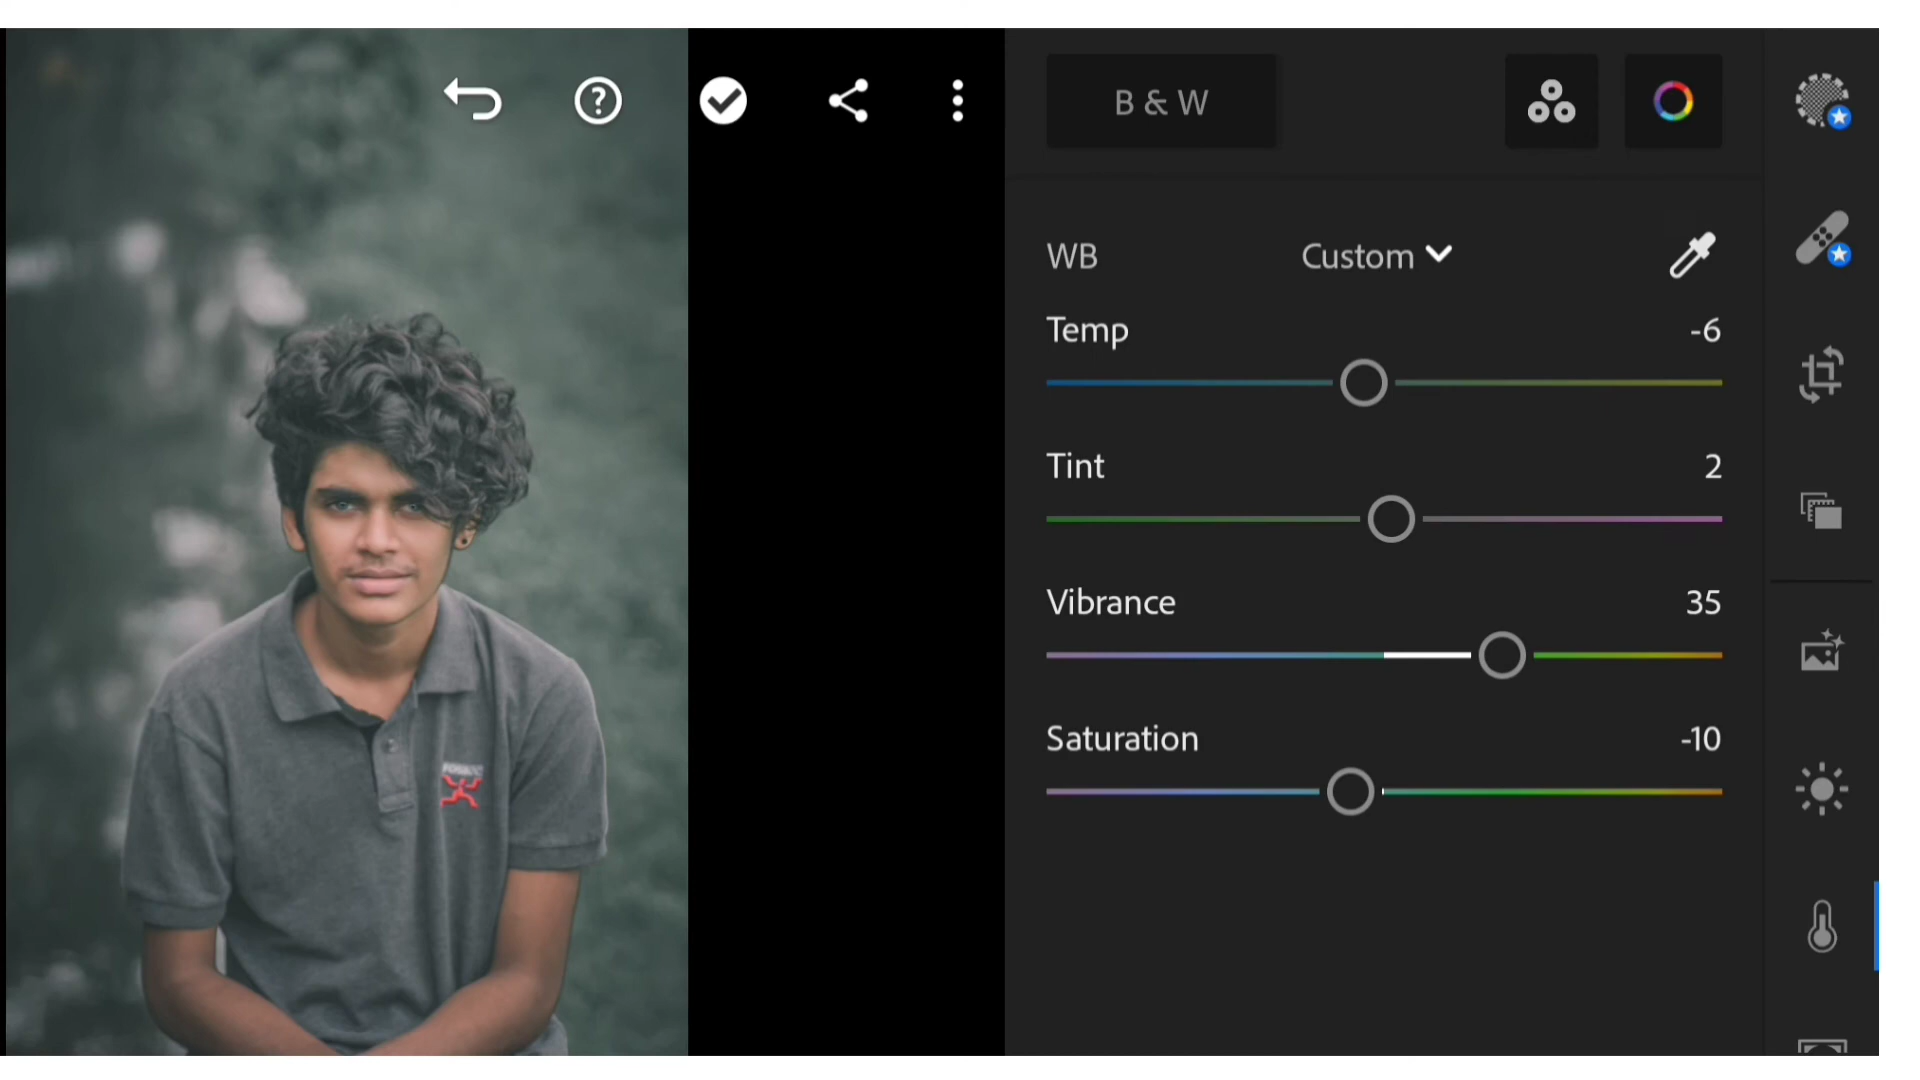 B & W
WB Custom
Temp -6
Tint 2
Vibrance 35
Saturation -10